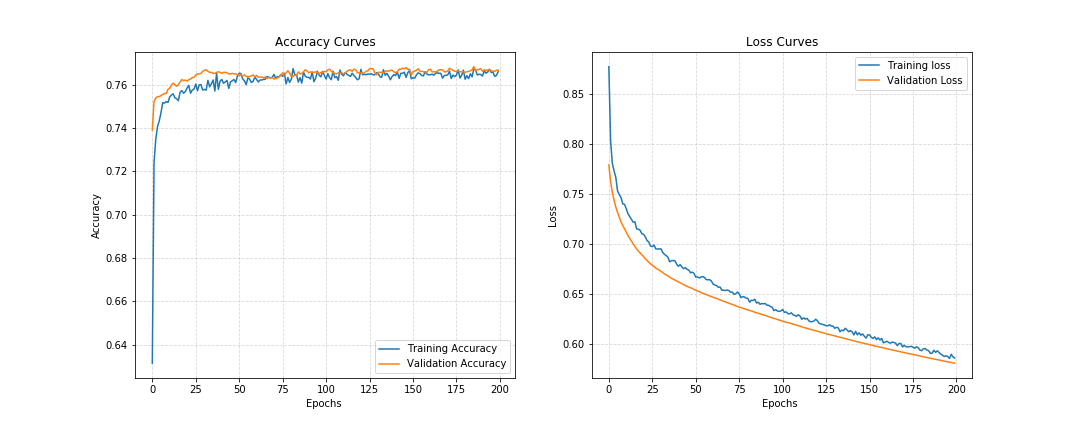 Accuracy Curves
0.76
0.74
0.72
0.70
0.68
0.66
0.64
Accuracy
0 25 50 75 100 125 150 175 200
Epochs
Training Accuracy
Validation Accuracy
Loss Curves
0.85
0.80
0.75
0.70
0.65
0.60
Loss
0 25 50 75 100 125 150 175 200
Epochs
Training loss
Validation Loss